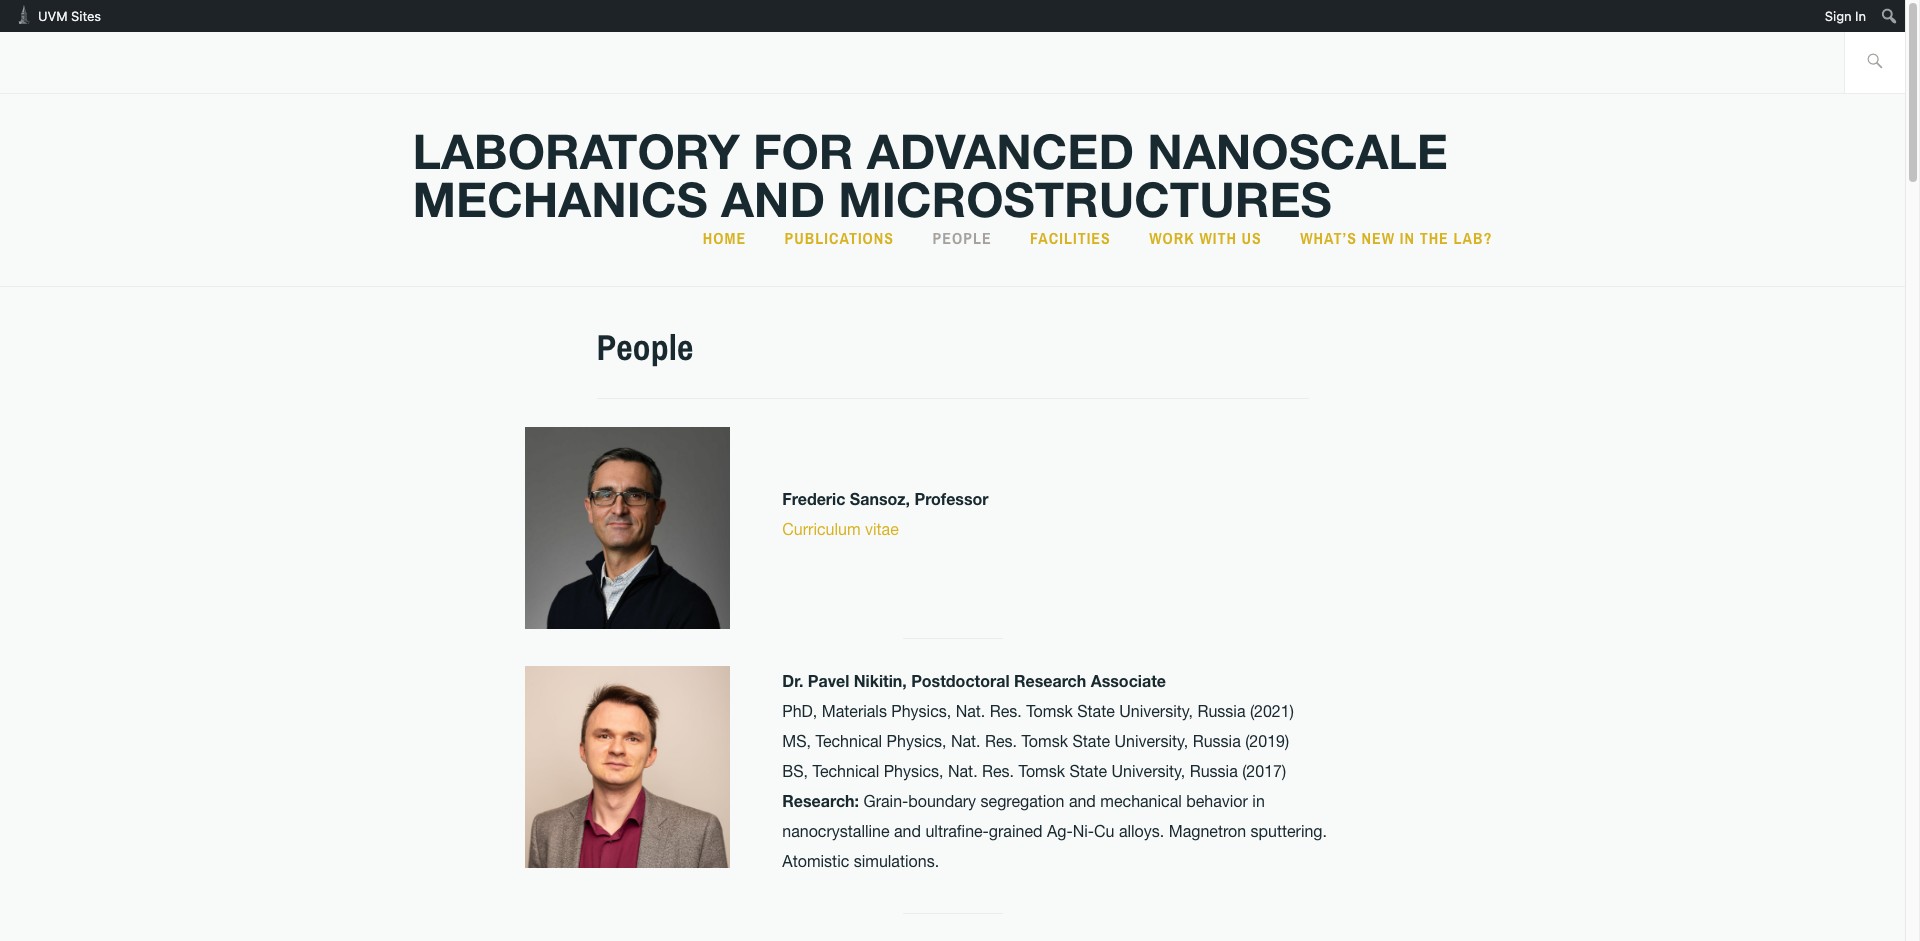 UVM Sites
Sign In
LABORATORY FOR ADVANCED NANOSCALE
MECHANICS AND MICROSTRUCTURES
HOME
PUBLICATIONS
PEOPLE
FACILITIES
WORK WITH US
WHAT’S NEW IN THE LAB?
People
Frederic Sansoz, Professor
Curriculum vitae
Dr. Pavel Nikitin, Postdoctoral Research Associate
PhD, Materials Physics, Nat. Res. Tomsk State University, Russia (2021)
MS, Technical Physics, Nat. Res. Tomsk State University, Russia (2019)
BS, Technical Physics, Nat. Res. Tomsk State University, Russia (2017)
Research: Grain-boundary segregation and mechanical behavior in
nanocrystalline and ultrafine-grained Ag-Ni-Cu alloys. Magnetron sputtering.
Atomistic simulations.